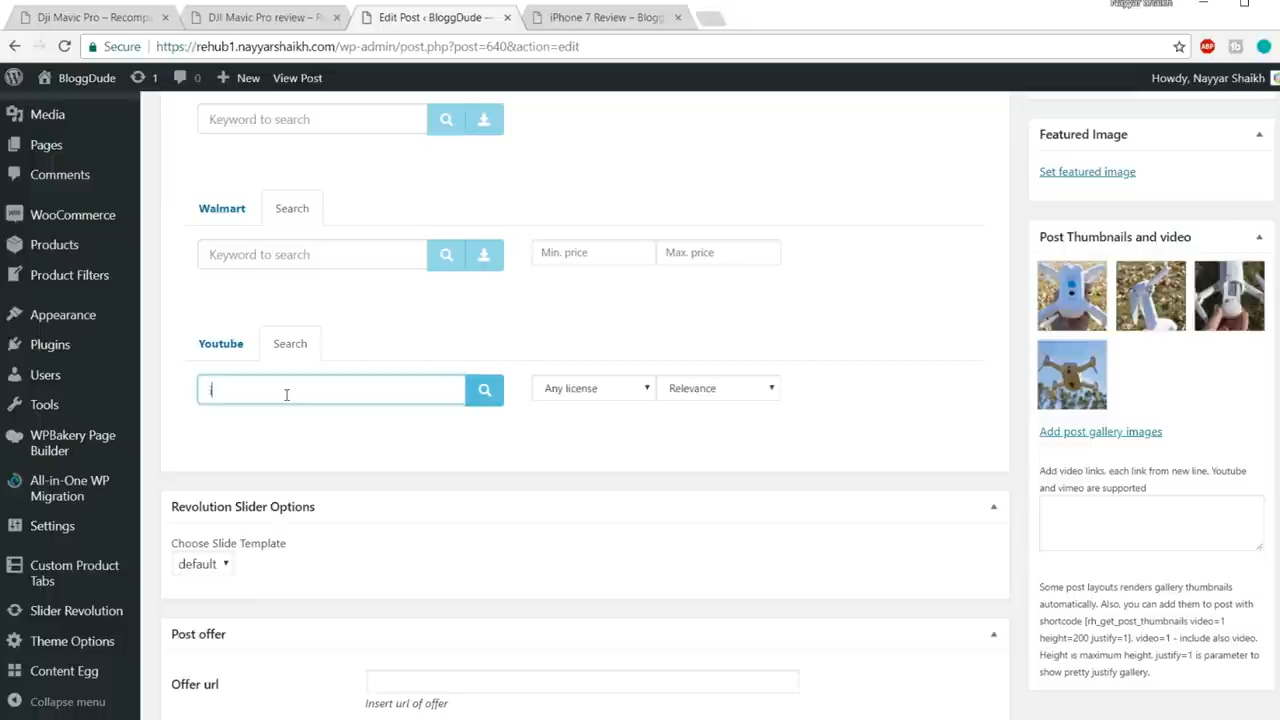 Dji Mavic Pro – Recompa
DJI Mavic Pro review – R
Edit Post ‹ BloggDude —
iPhone 7 Review – Blogg
Nayyar Shaikh
Secure
https://rehub1.nayyarshaikh.com/wp-admin/post.php?post=640&action=edit
ABP
BloggDude
1
0
New
View Post
Howdy, Nayyar Shaikh
Media
Pages
Comments
WooCommerce
Products
Product Filters
Appearance
Plugins
Users
Tools
WPBakery Page
Builder
All-in-One WP
Migration
Settings
Custom Product
Tabs
Slider Revolution
Theme Options
Content Egg
Collapse menu
Keyword to search
Walmart
Search
Keyword to search
Min. price
Max. price
Youtube
Search
Any license
Relevance
Revolution Slider Options
Choose Slide Template
default
Post offer
Offer url
Insert url of offer
Featured Image
Set featured image
Post Thumbnails and video
Add post gallery images
Add video links, each link from new line. Youtube
and vimeo are supported
Some post layouts renders gallery thumbnails
automatically. Also, you can add them to post with
shortcode [rh_get_post_thumbnails video=1
height=200 justify=1]. video=1 - include also video.
Height is maximum height. justify=1 is parameter to
show pretty justify gallery.